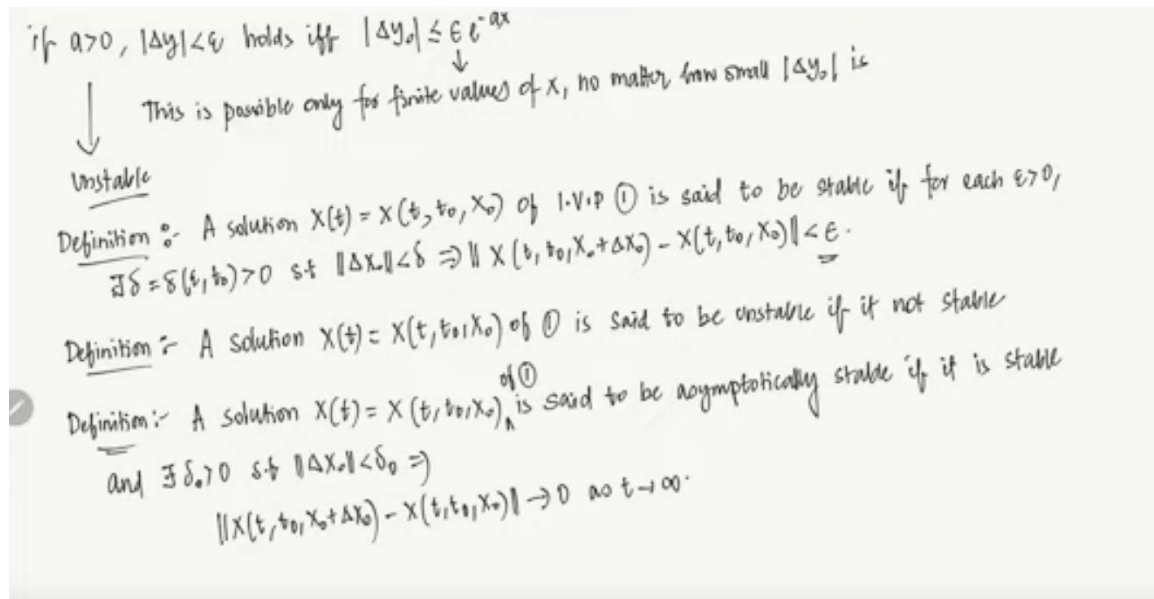 if a>0, |Δy|<ε holds iff |Δy₀| ≤ ε e^{-ax}
This is possible only for finite values of x, no matter how small |Δy₀| is
Unstable
Definition :- A solution X(t) = X(t, t₀, X₀) of I.V.P ① is said to be stable if for each ε>0,
∃ δ = δ(ε, t₀) > 0 s.t ||ΔX₀|| < δ ⇒ || X(t, t₀, X₀+ΔX₀) - X(t, t₀, X₀)|| < ε.
Definition :- A solution X(t) = X(t, t₀, X₀) of ① is said to be unstable if it not stable
Definition :- A solution X(t) = X(t, t₀, X₀) of ① is said to be asymptotically stable if it is stable
and ∃ δ₀>0 s.t ||ΔX₀|| < δ₀ ⇒
||X(t, t₀, X₀+ΔX₀) - X(t, t₀, X₀)|| → 0 as t → ∞.